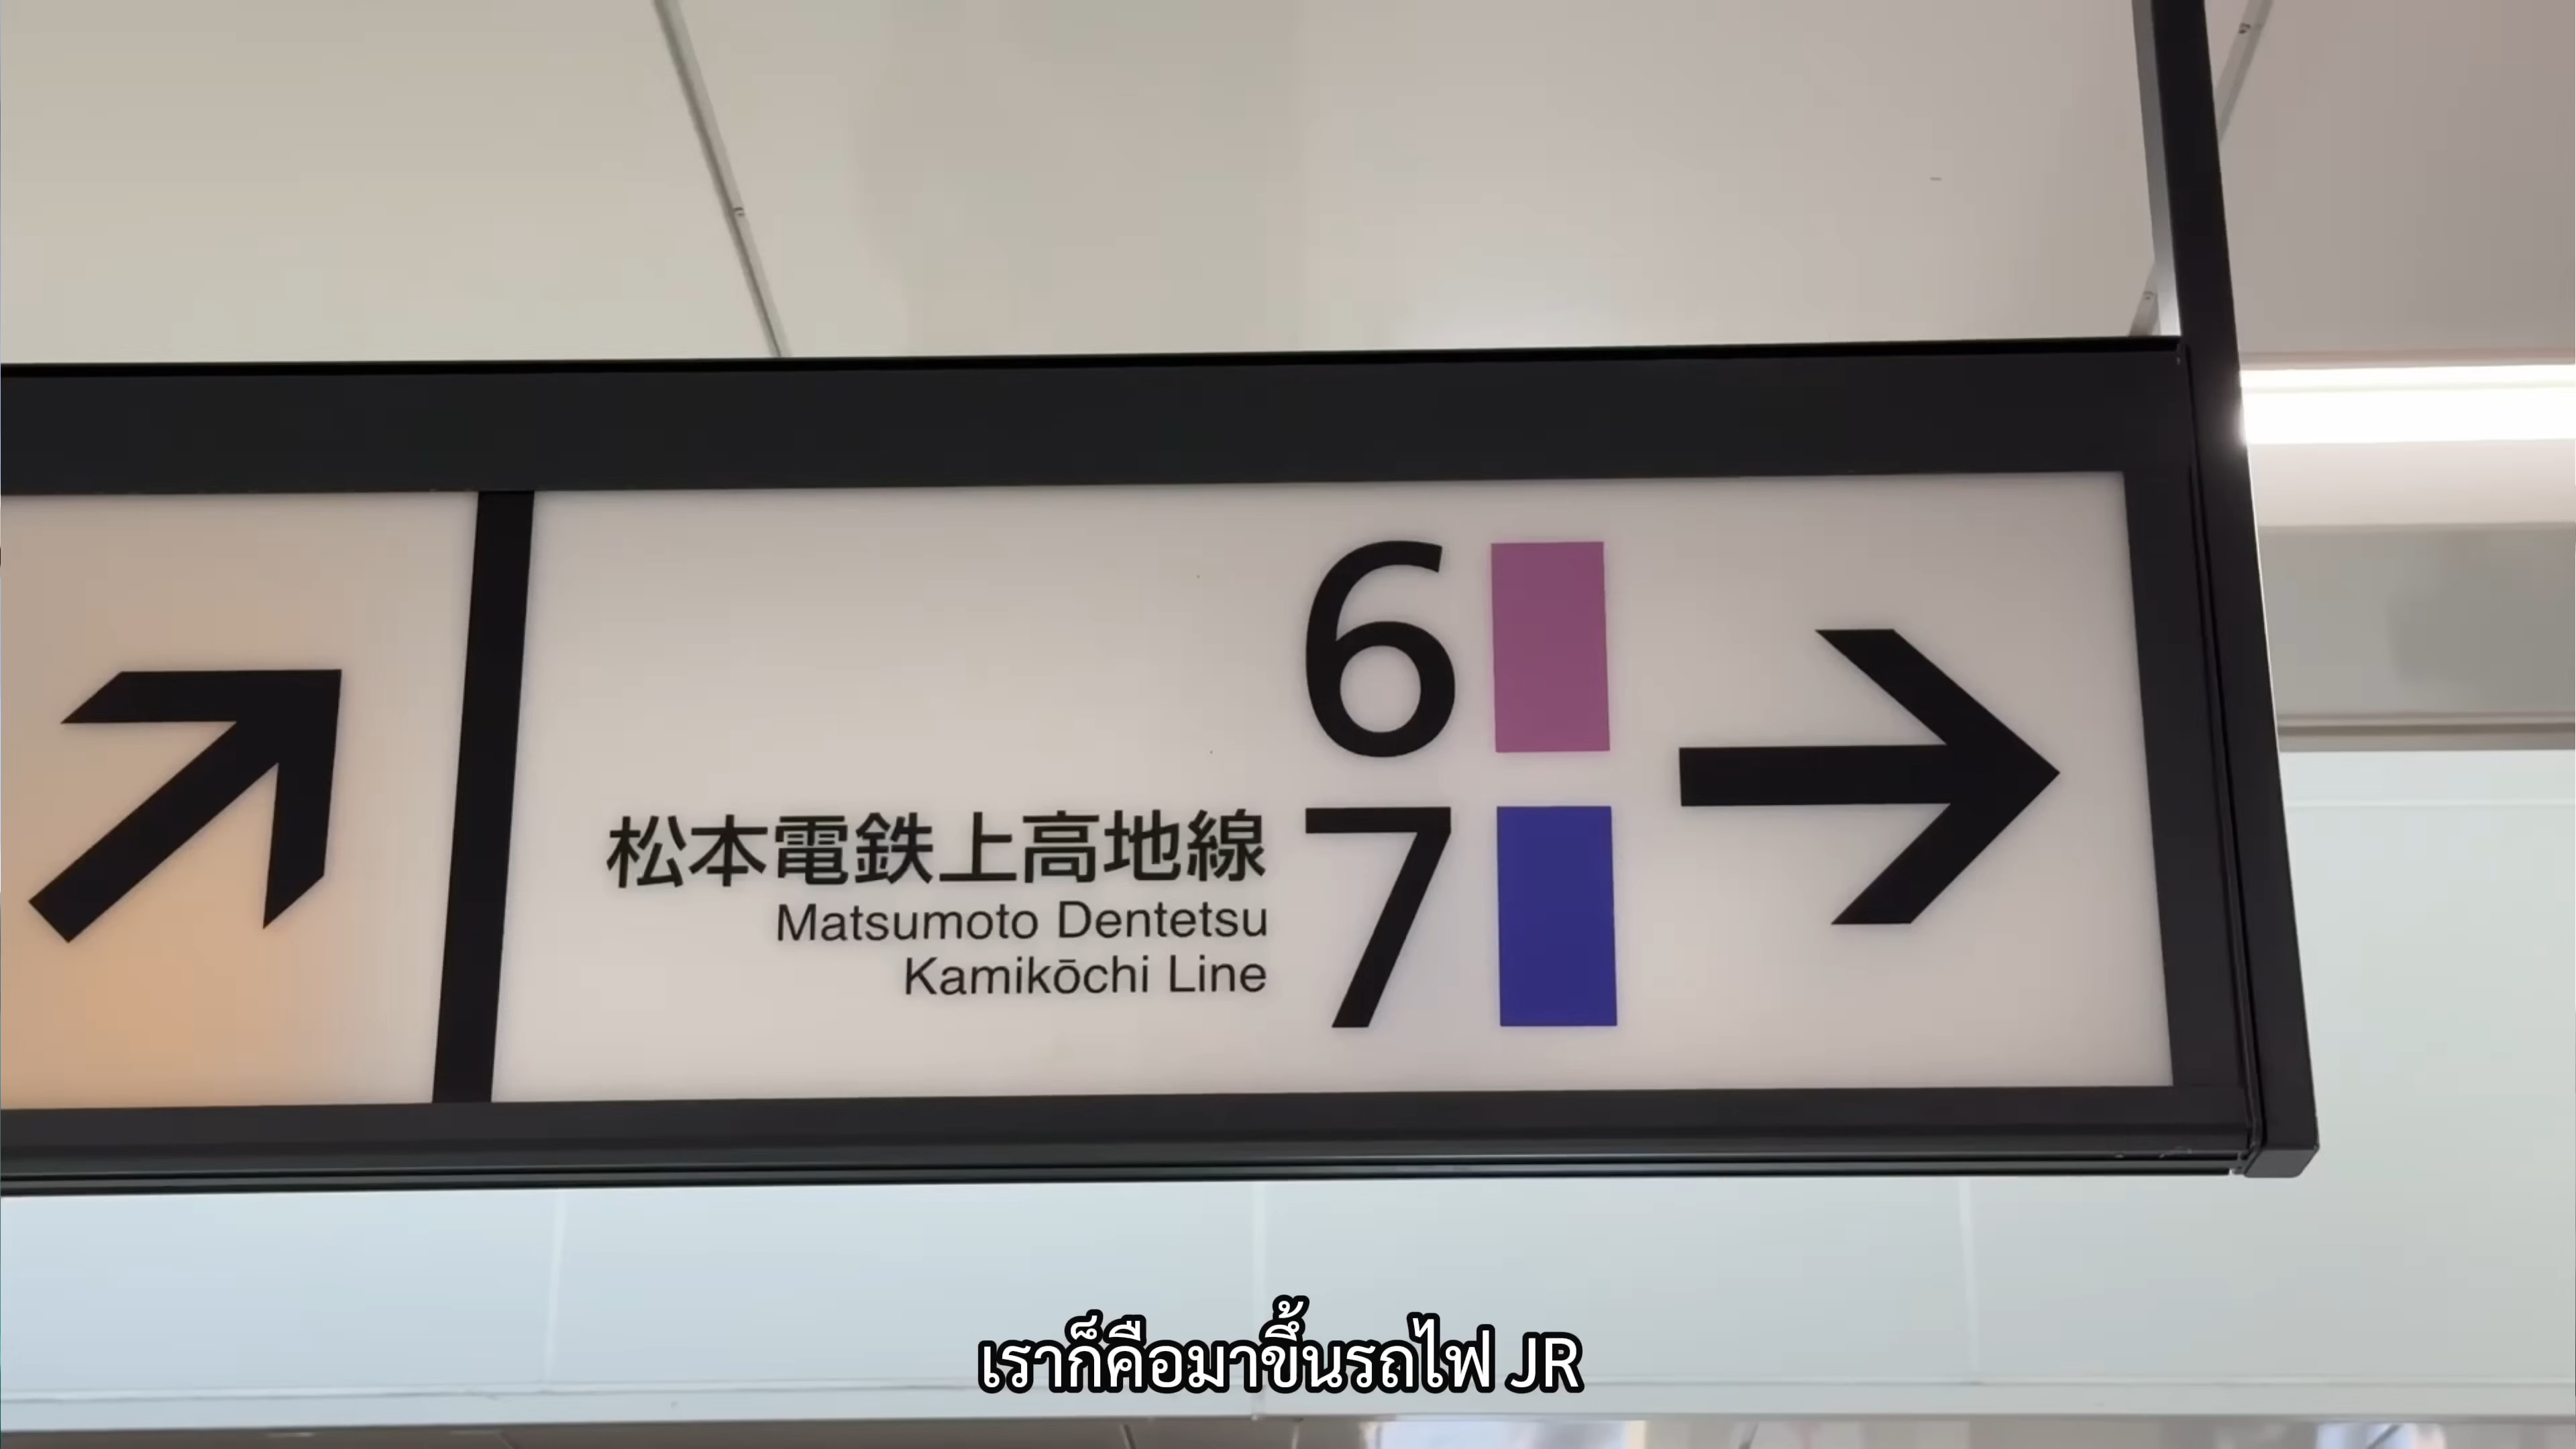 6
松本電鉄上高地線
Matsumoto Dentetsu
Kamikōchi Line
7
เราก็คือมาขึ้นรถไฟ JR